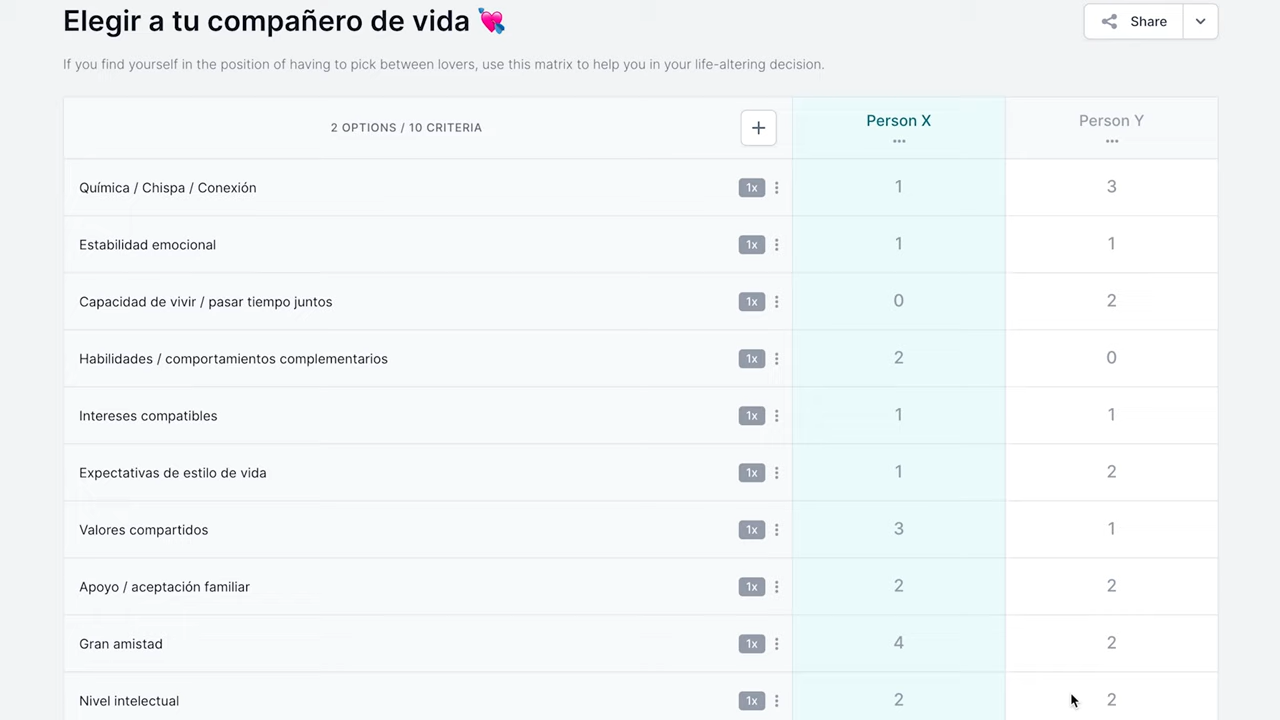 Elegir a tu compañero de vida 💘
Share
If you find yourself in the position of having to pick between lovers, use this matrix to help you in your life-altering decision.
2 OPTIONS / 10 CRITERIA + Person X Person Y
Química / Chispa / Conexión 1x 1 3
Estabilidad emocional 1x 1 1
Capacidad de vivir / pasar tiempo juntos 1x 0 2
Habilidades / comportamientos complementarios 1x 2 0
Intereses compatibles 1x 1 1
Expectativas de estilo de vida 1x 1 2
Valores compartidos 1x 3 1
Apoyo / aceptación familiar 1x 2 2
Gran amistad 1x 4 2
Nivel intelectual 1x 2 2